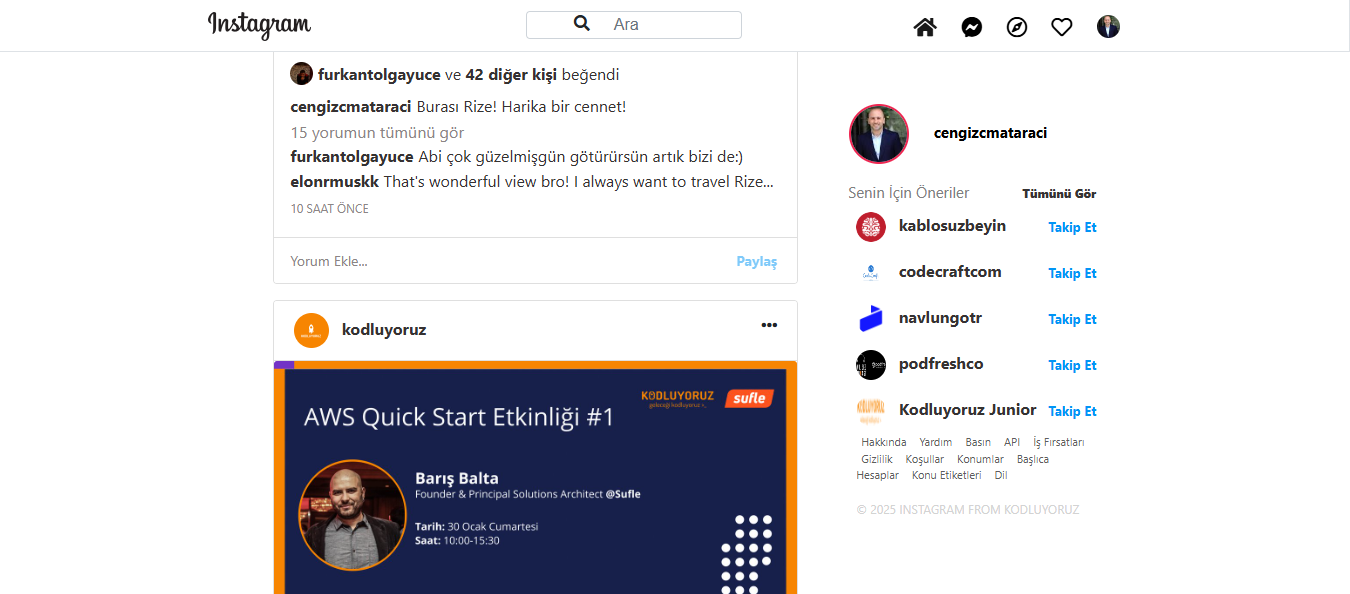 Instagram
Ara
furkantolgayuce ve 42 diğer kişi beğendi
cengizcmataraci Burası Rize! Harika bir cennet!
15 yorumun tümünü gör
furkantolgayuce Abi çok güzelmişgün götürürsün artık bizi de:)
elonrmuskk That's wonderful view bro! I always want to travel Rize...
10 SAAT ÖNCE
Yorum Ekle... Paylaş
kodluyoruz
KODLUYORUZ sufle
geleceği kodluyoruz >_
AWS Quick Start Etkinliği #1
Barış Balta
Founder & Principal Solutions Architect @Sufle
Tarih: 30 Ocak Cumartesi
Saat: 10:00-15:30
cengizcmataraci
Senin İçin Öneriler Tümünü Gör
kablosuzbeyin Takip Et
codecraftcom Takip Et
navlungotr Takip Et
podfreshco Takip Et
Kodluyoruz Junior Takip Et
Hakkında Yardım Basın API İş Fırsatları
Gizlilik Koşullar Konumlar Başlıca
Hesaplar Konu Etiketleri Dil
© 2025 INSTAGRAM FROM KODLUYORUZ